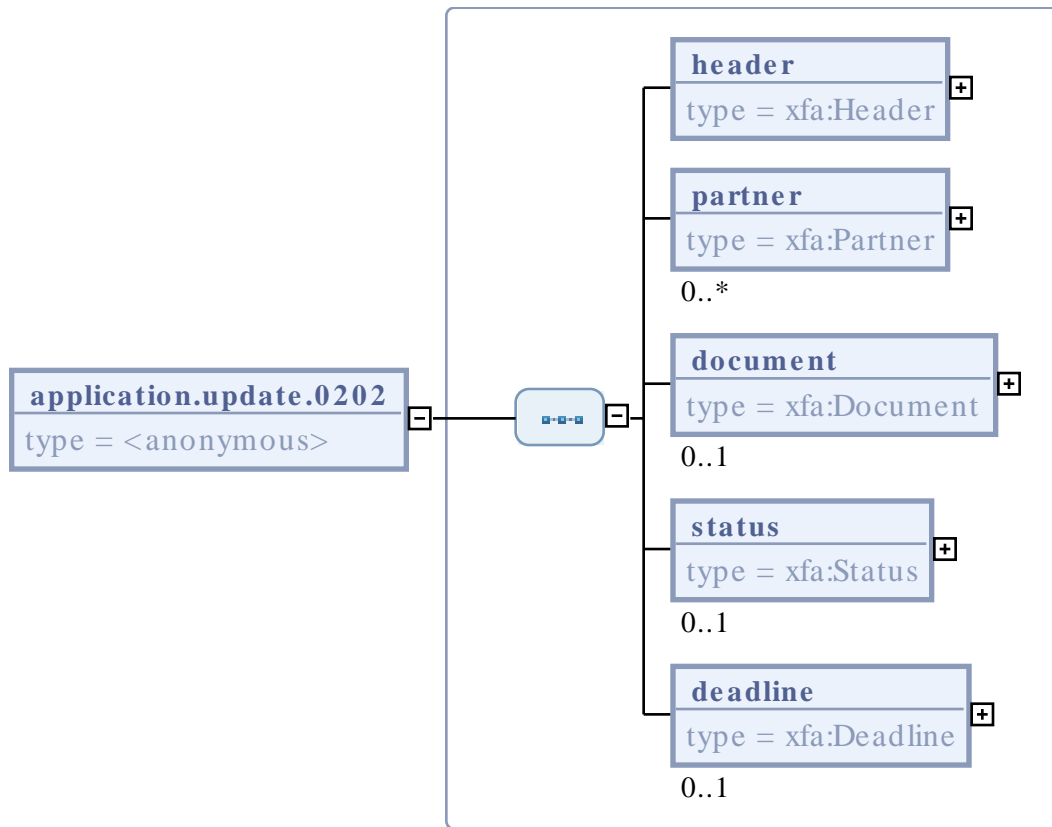 header
type = xfa:Header
partner
type = xfa:Partner
0..*
document
type = xfa:Document
0..1
application.update.0202
type = <anonymous>
status
type = xfa:Status
0..1
deadline
type = xfa:Deadline
0..1